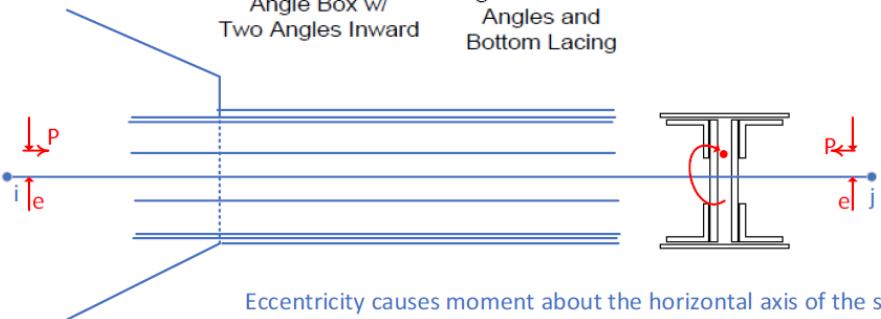 Angle Box w/
Two Angles Inward
Angles and
Bottom Lacing
P
P
i
e
e
j
Eccentricity causes moment about the horizontal axis of the s